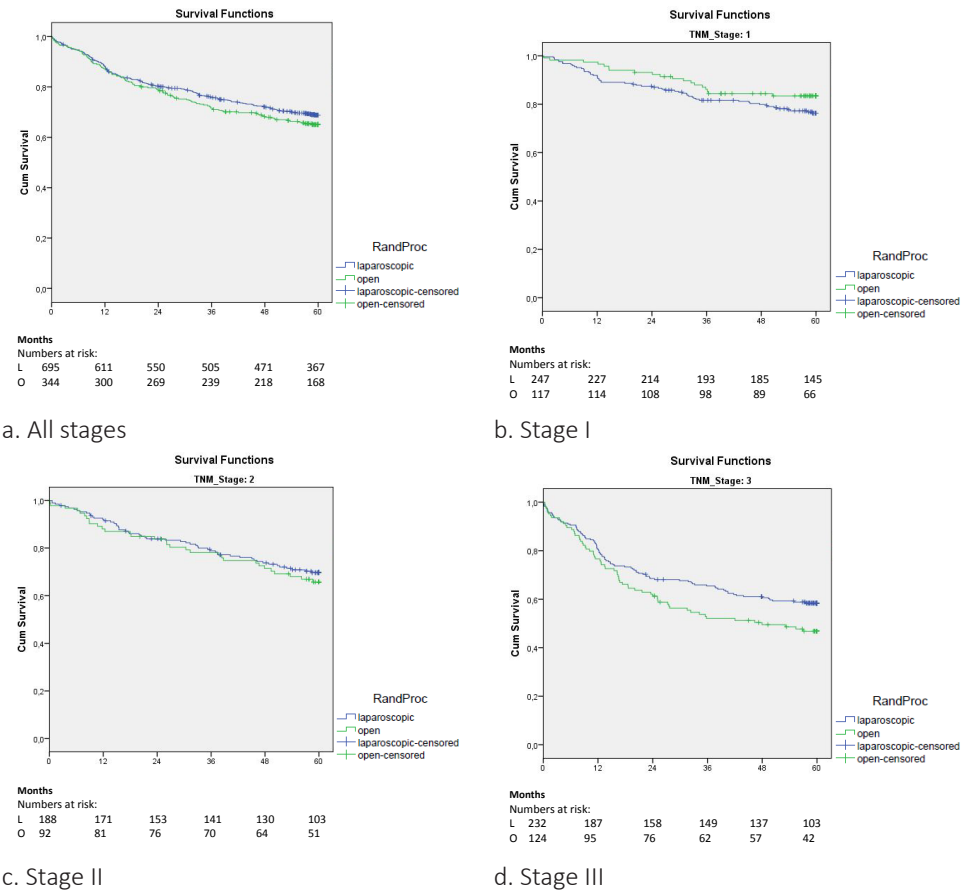 Survival Functions
Cum Survival
1,0
0,8
0,6
0,4
0,2
0,0
0 12 24 36 48 60
RandProc
laparoscopic
open
laparoscopic-censored
open-censored
Months
Numbers at risk:
L 695 611 550 505 471 367
O 344 300 269 239 218 168
a. All stages
Survival Functions
TNM_Stage: 1
Cum Survival
1,0
0,8
0,6
0,4
0,2
0,0
0 12 24 36 48 60
RandProc
laparoscopic
open
laparoscopic-censored
open-censored
Months
Numbers at risk:
L 247 227 214 193 185 145
O 117 114 108 98 89 66
b. Stage I
Survival Functions
TNM_Stage: 2
Cum Survival
1,0
0,8
0,6
0,4
0,2
0,0
0 12 24 36 48 60
RandProc
laparoscopic
open
laparoscopic-censored
open-censored
Months
Numbers at risk:
L 188 171 153 141 130 103
O 92 81 76 70 64 51
c. Stage II
Survival Functions
TNM_Stage: 3
Cum Survival
1,0
0,8
0,6
0,4
0,2
0,0
0 12 24 36 48 60
RandProc
laparoscopic
open
laparoscopic-censored
open-censored
Months
Numbers at risk:
L 232 187 158 149 137 103
O 124 95 76 62 57 42
d. Stage III